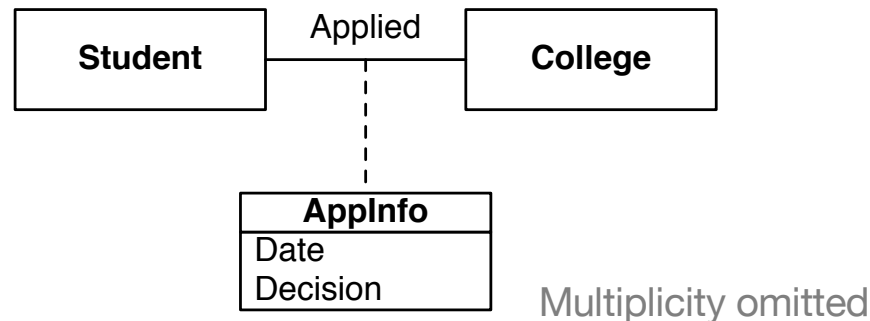 Applied
Student
College
AppInfo
Date
Decision
Multiplicity omitted